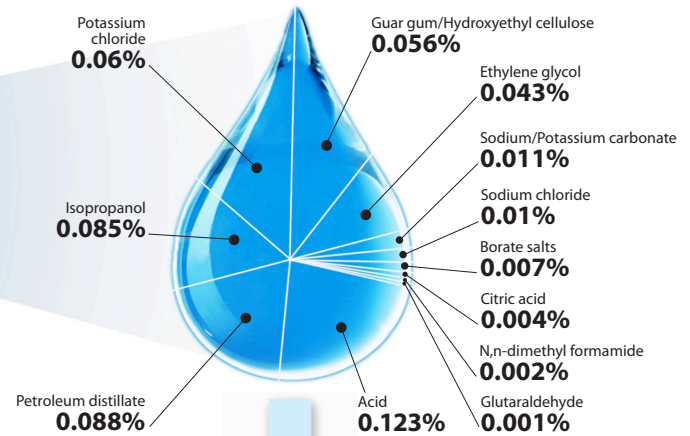 Potassium
chloride
0.06%
Guar gum/Hydroxyethyl cellulose
0.056%
Ethylene glycol
0.043%
Sodium/Potassium carbonate
0.011%
Sodium chloride
0.01%
Isopropanol
0.085%
Borate salts
0.007%
Citric acid
0.004%
N,n-dimethyl formamide
0.002%
Petroleum distillate
0.088%
Acid
0.123%
Glutaraldehyde
0.001%